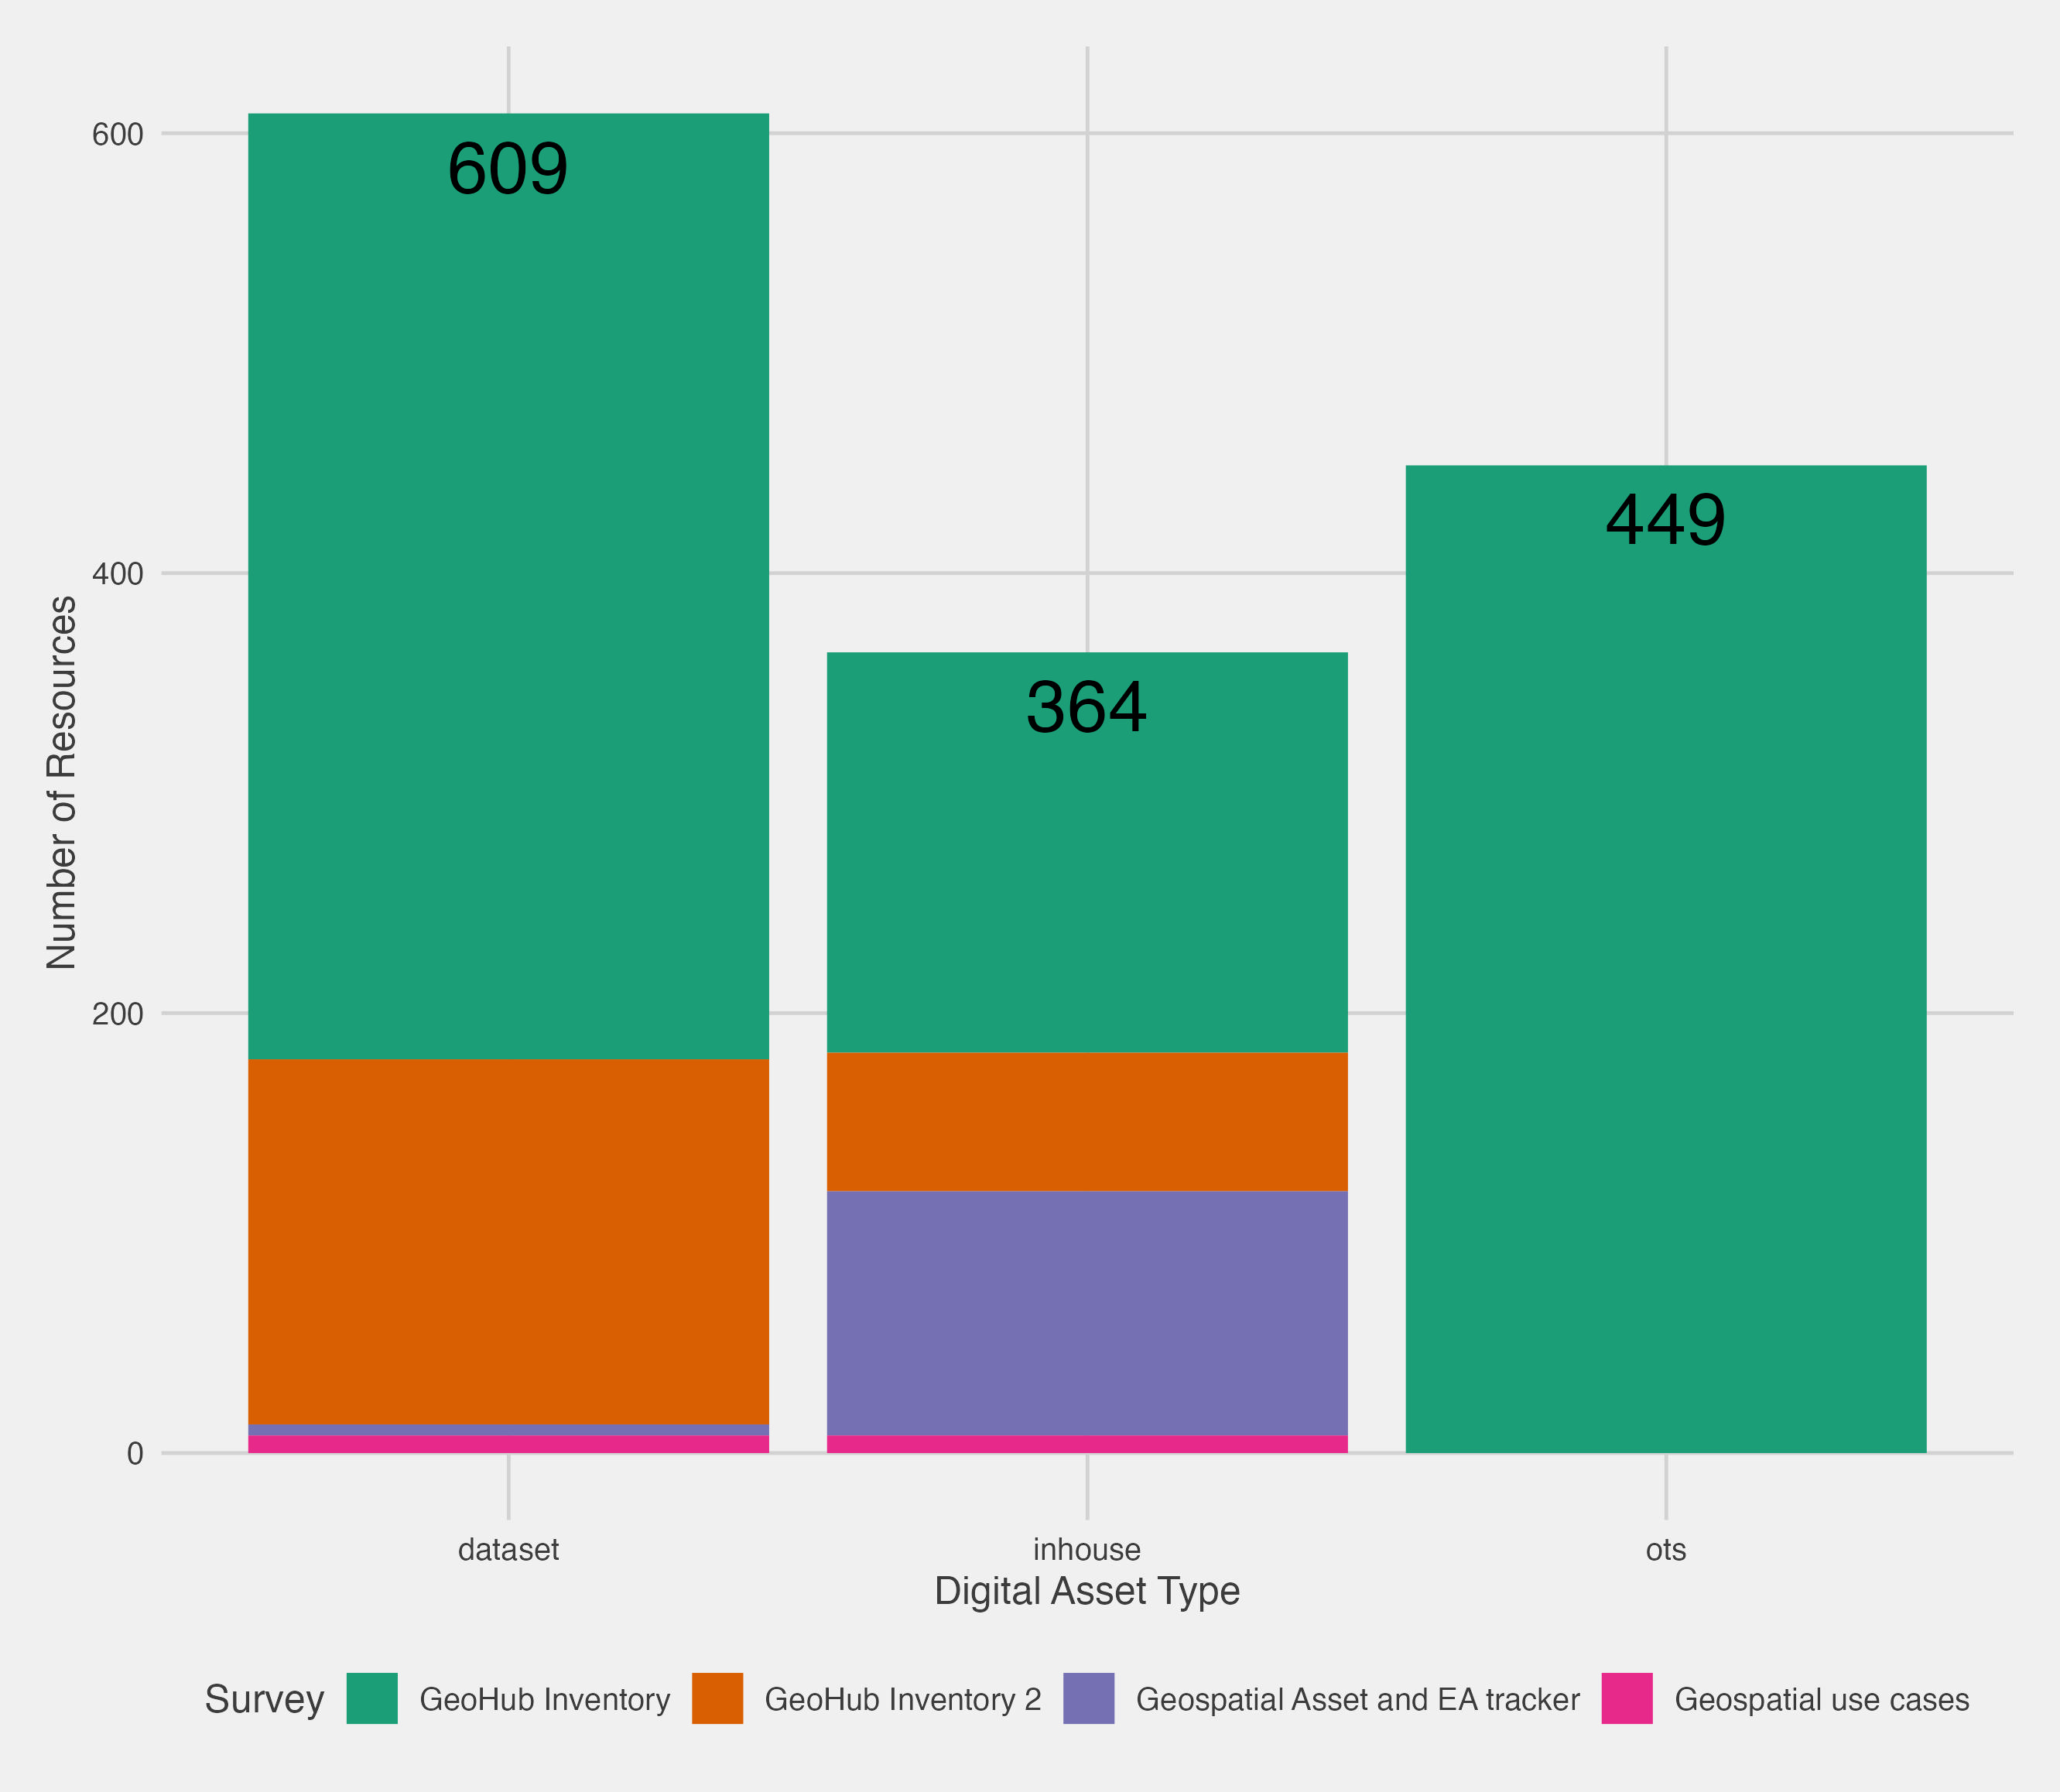 600
400
200
0
Number of Resources
609
364
449
dataset
inhouse
ots
Digital Asset Type
Survey
GeoHub Inventory
GeoHub Inventory 2
Geospatial Asset and EA tracker
Geospatial use cases